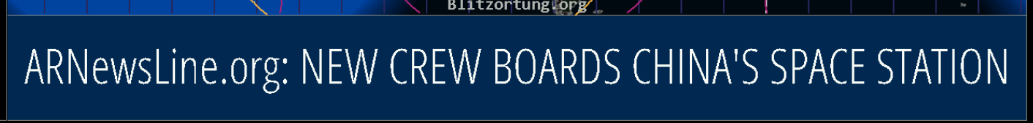 Blitzortung.org
ARNewsLine.org: NEW CREW BOARDS CHINA'S SPACE STATION